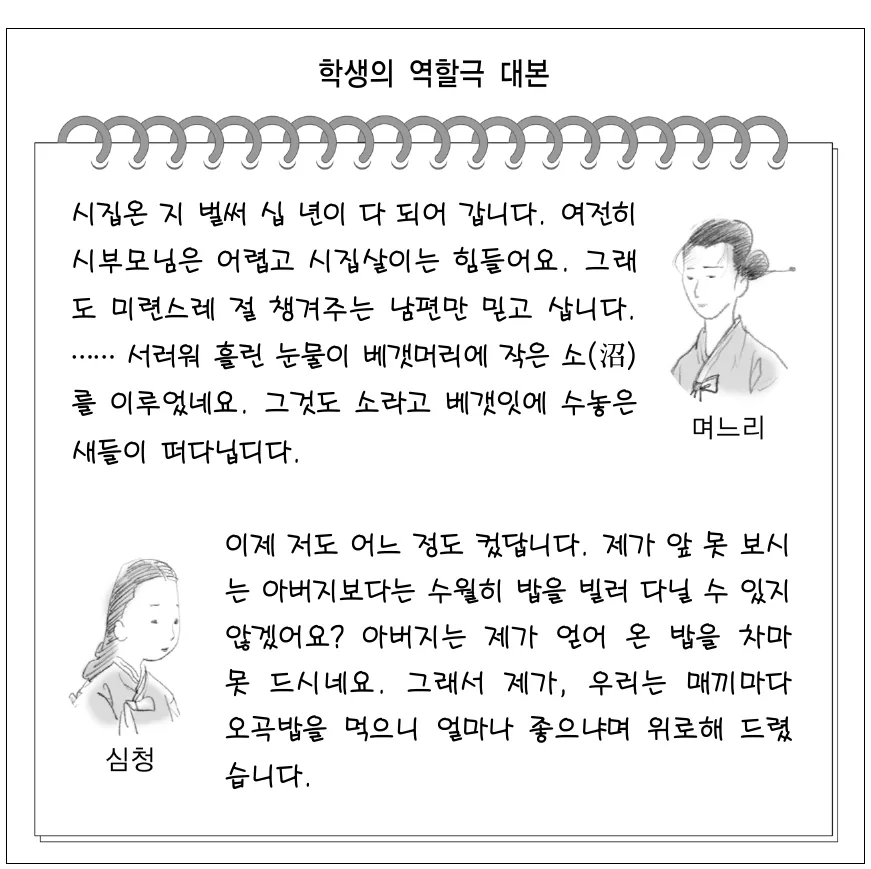 학생의 역할극 대본
시집온 지 벌써 십 년이 다 되어 갑니다. 여전히
시부모님은 어렵고 시집살이는 힘들어요. 그래
도 미련스레 절 챙겨주는 남편만 믿고 삽니다.
…… 서러워 흘린 눈물이 베갯머리에 작은 소(沼)
를 이루었네요. 그것도 소라고 베갯잇에 수놓은
새들이 떠다닙디다.
며느리
이제 저도 어느 정도 컸답니다. 제가 앞 못 보시
는 아버지보다는 수월히 밥을 빌러 다닐 수 있지
않겠어요? 아버지는 제가 얻어 온 밥을 차마
못 드시네요. 그래서 제가, 우리는 매끼마다
오곡밥을 먹으니 얼마나 좋으냐며 위로해 드렸
습니다.
심청